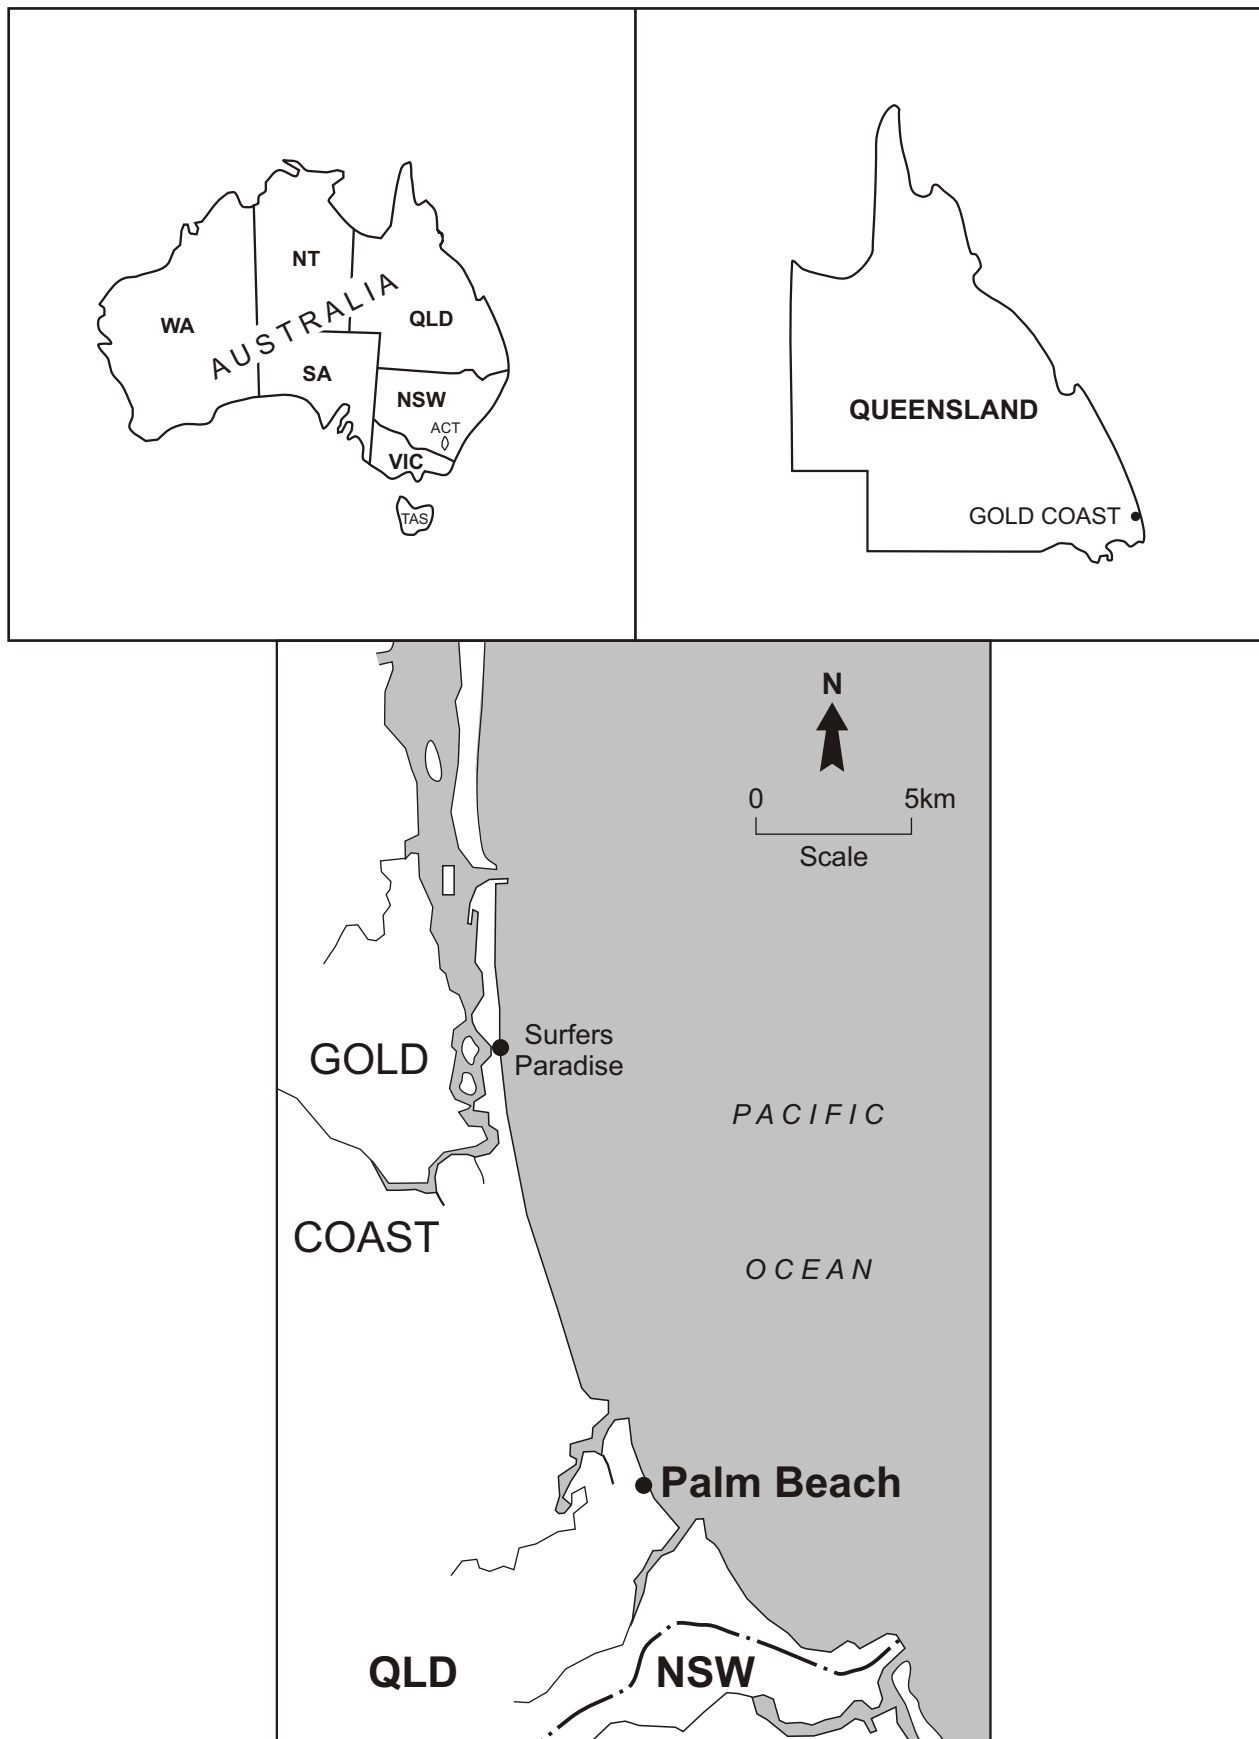 NT
AUSTRALIA
WA
QLD
SA
NSW
ACT
VIC
TAS
QUEENSLAND
GOLD COAST
N
0 5km
Scale
Surfers
Paradise
GOLD
PACIFIC
COAST
OCEAN
Palm Beach
QLD
NSW